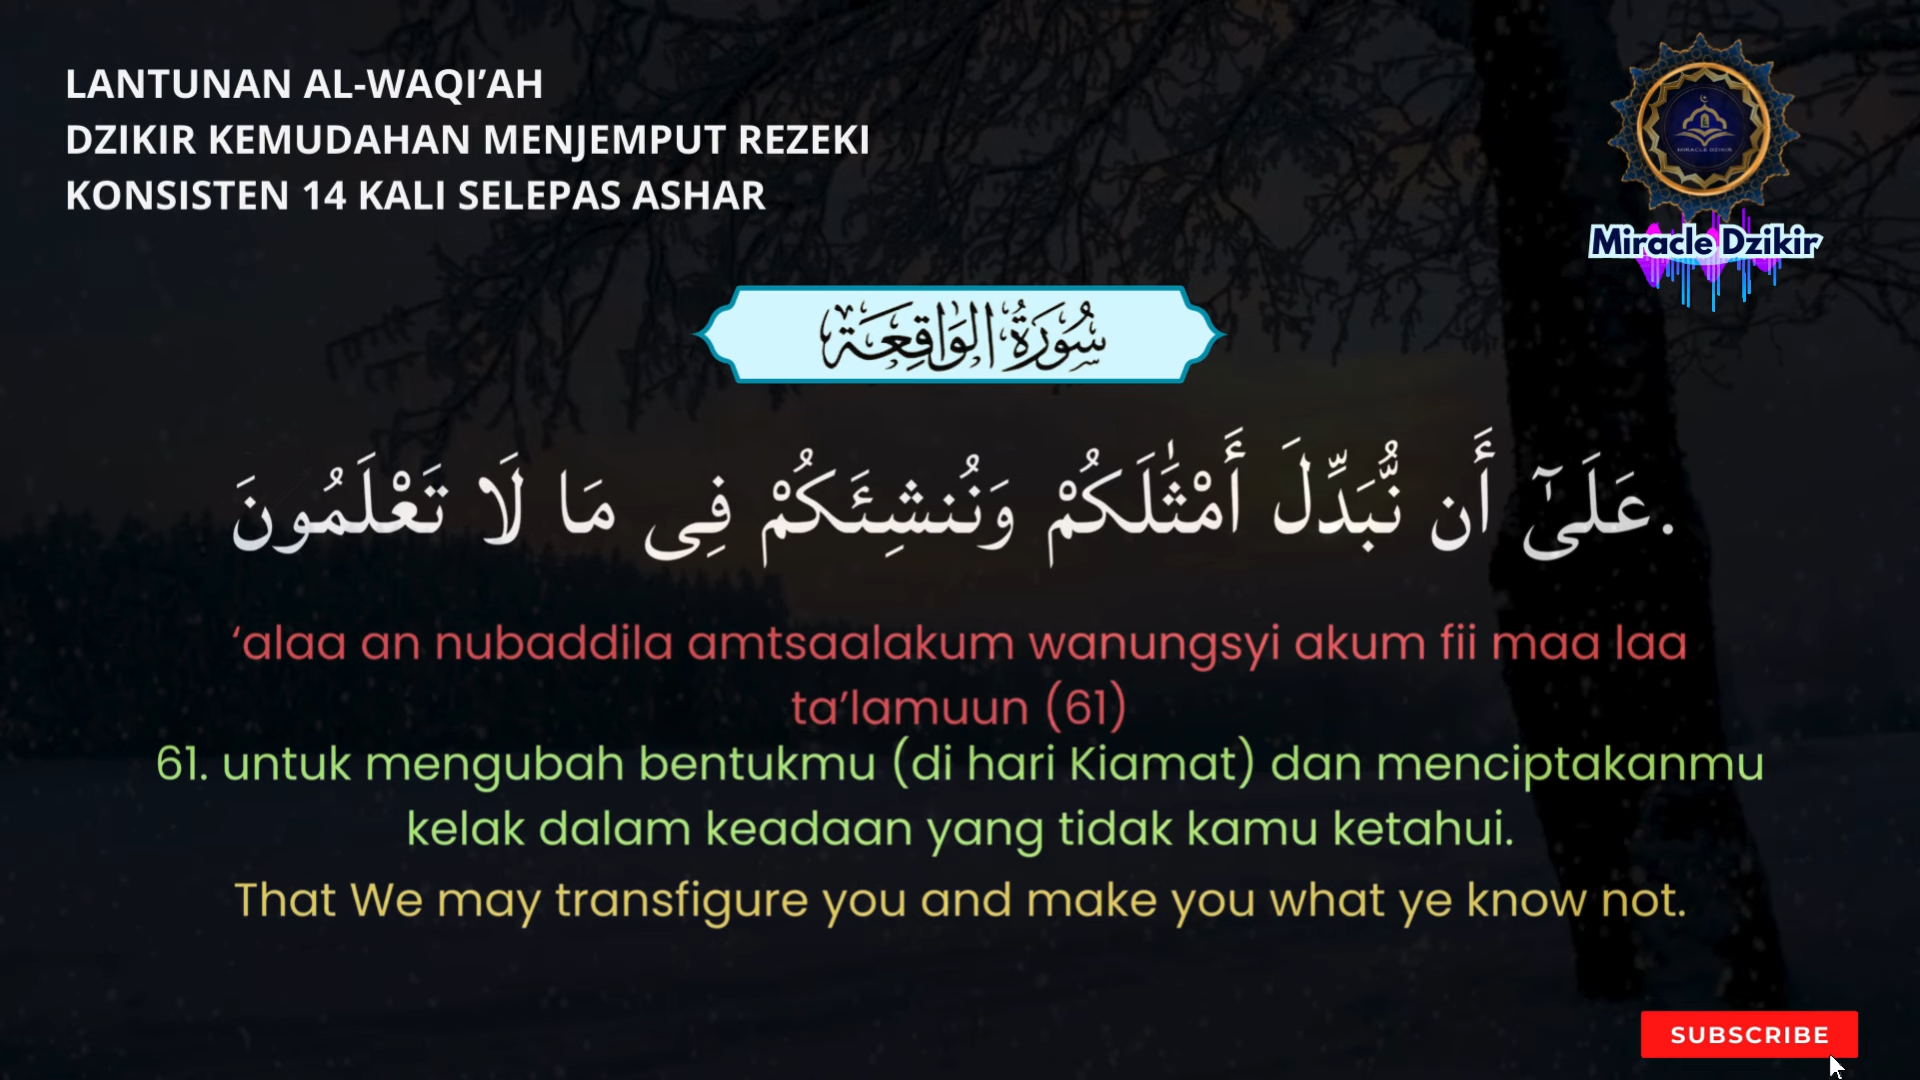 LANTUNAN AL-WAQI’AH
DZIKIR KEMUDAHAN MENJEMPUT REZEKI
KONSISTEN 14 KALI SELEPAS ASHAR
MIRACLE DZIKIR
Miracle Dzikir
سُورَةُ الوَاقِعَة
عَلَىٰٓ أَن نُّبَدِّلَ أَمْثَٰلَكُمْ وَنُنشِئَكُمْ فِى مَا لَا تَعْلَمُونَ.
‘alaa an nubaddila amtsaalakum wanungsyi akum fii maa laa
ta’lamuun (61)
61. untuk mengubah bentukmu (di hari Kiamat) dan menciptakanmu
kelak dalam keadaan yang tidak kamu ketahui.
That We may transfigure you and make you what ye know not.
SUBSCRIBE